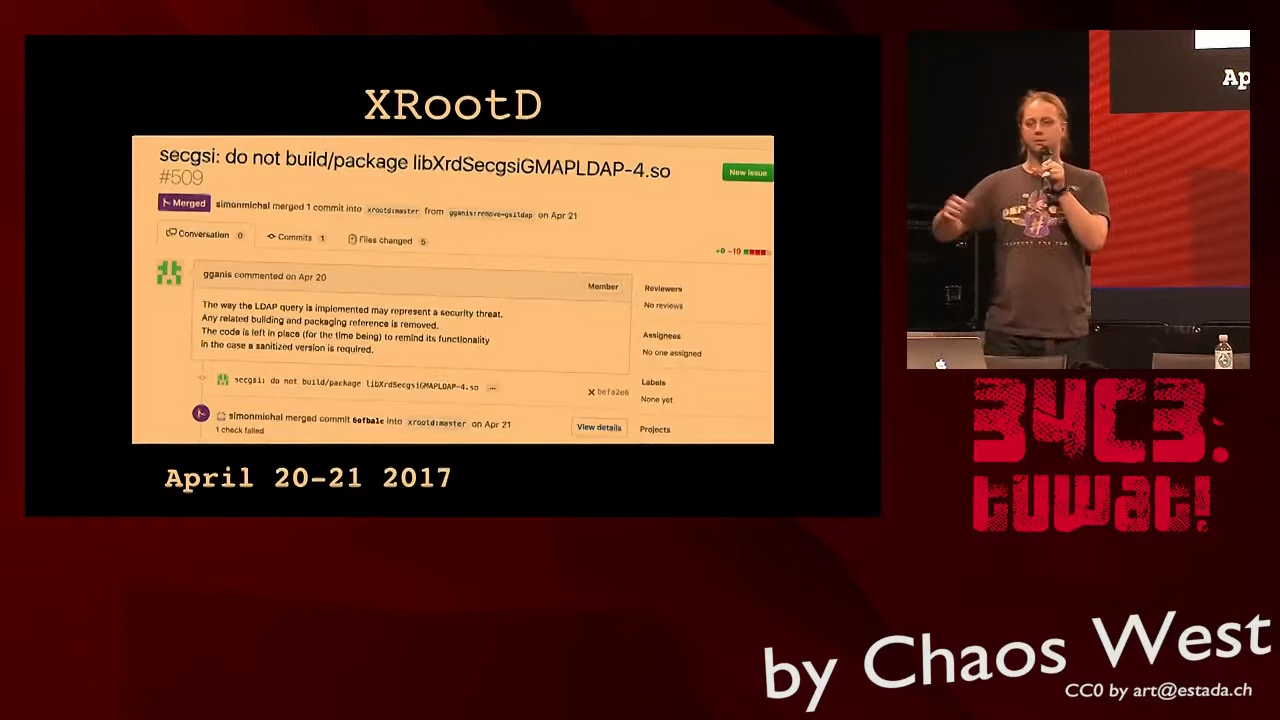 XRootD
secgsi: do not build/package libXrdSecgsiGMAPLDAP-4.so
#509
New issue
Merged simonmichal merged 1 commit into xrootd:master from gganis:remove-gsildap on Apr 21
Conversation 0 Commits 1 Files changed 5
+0 −19
gganis commented on Apr 20
Member
The way the LDAP query is implemented may represent a security threat.
Any related building and packaging reference is removed.
The code is left in place (for the time being) to remind its functionality
in the case a sanitized version is required.
secgsi: do not build/package libXrdSecgsiGMAPLDAP-4.so ...
befa2e6
simonmichal merged commit 6efba1c into xrootd:master on Apr 21
1 check failed
View details
Reviewers
No reviews
Assignees
No one assigned
Labels
None yet
Projects
April 20-21 2017
Ap
34C3:
tuwat!
by Chaos West
CC0 by art@estada.ch